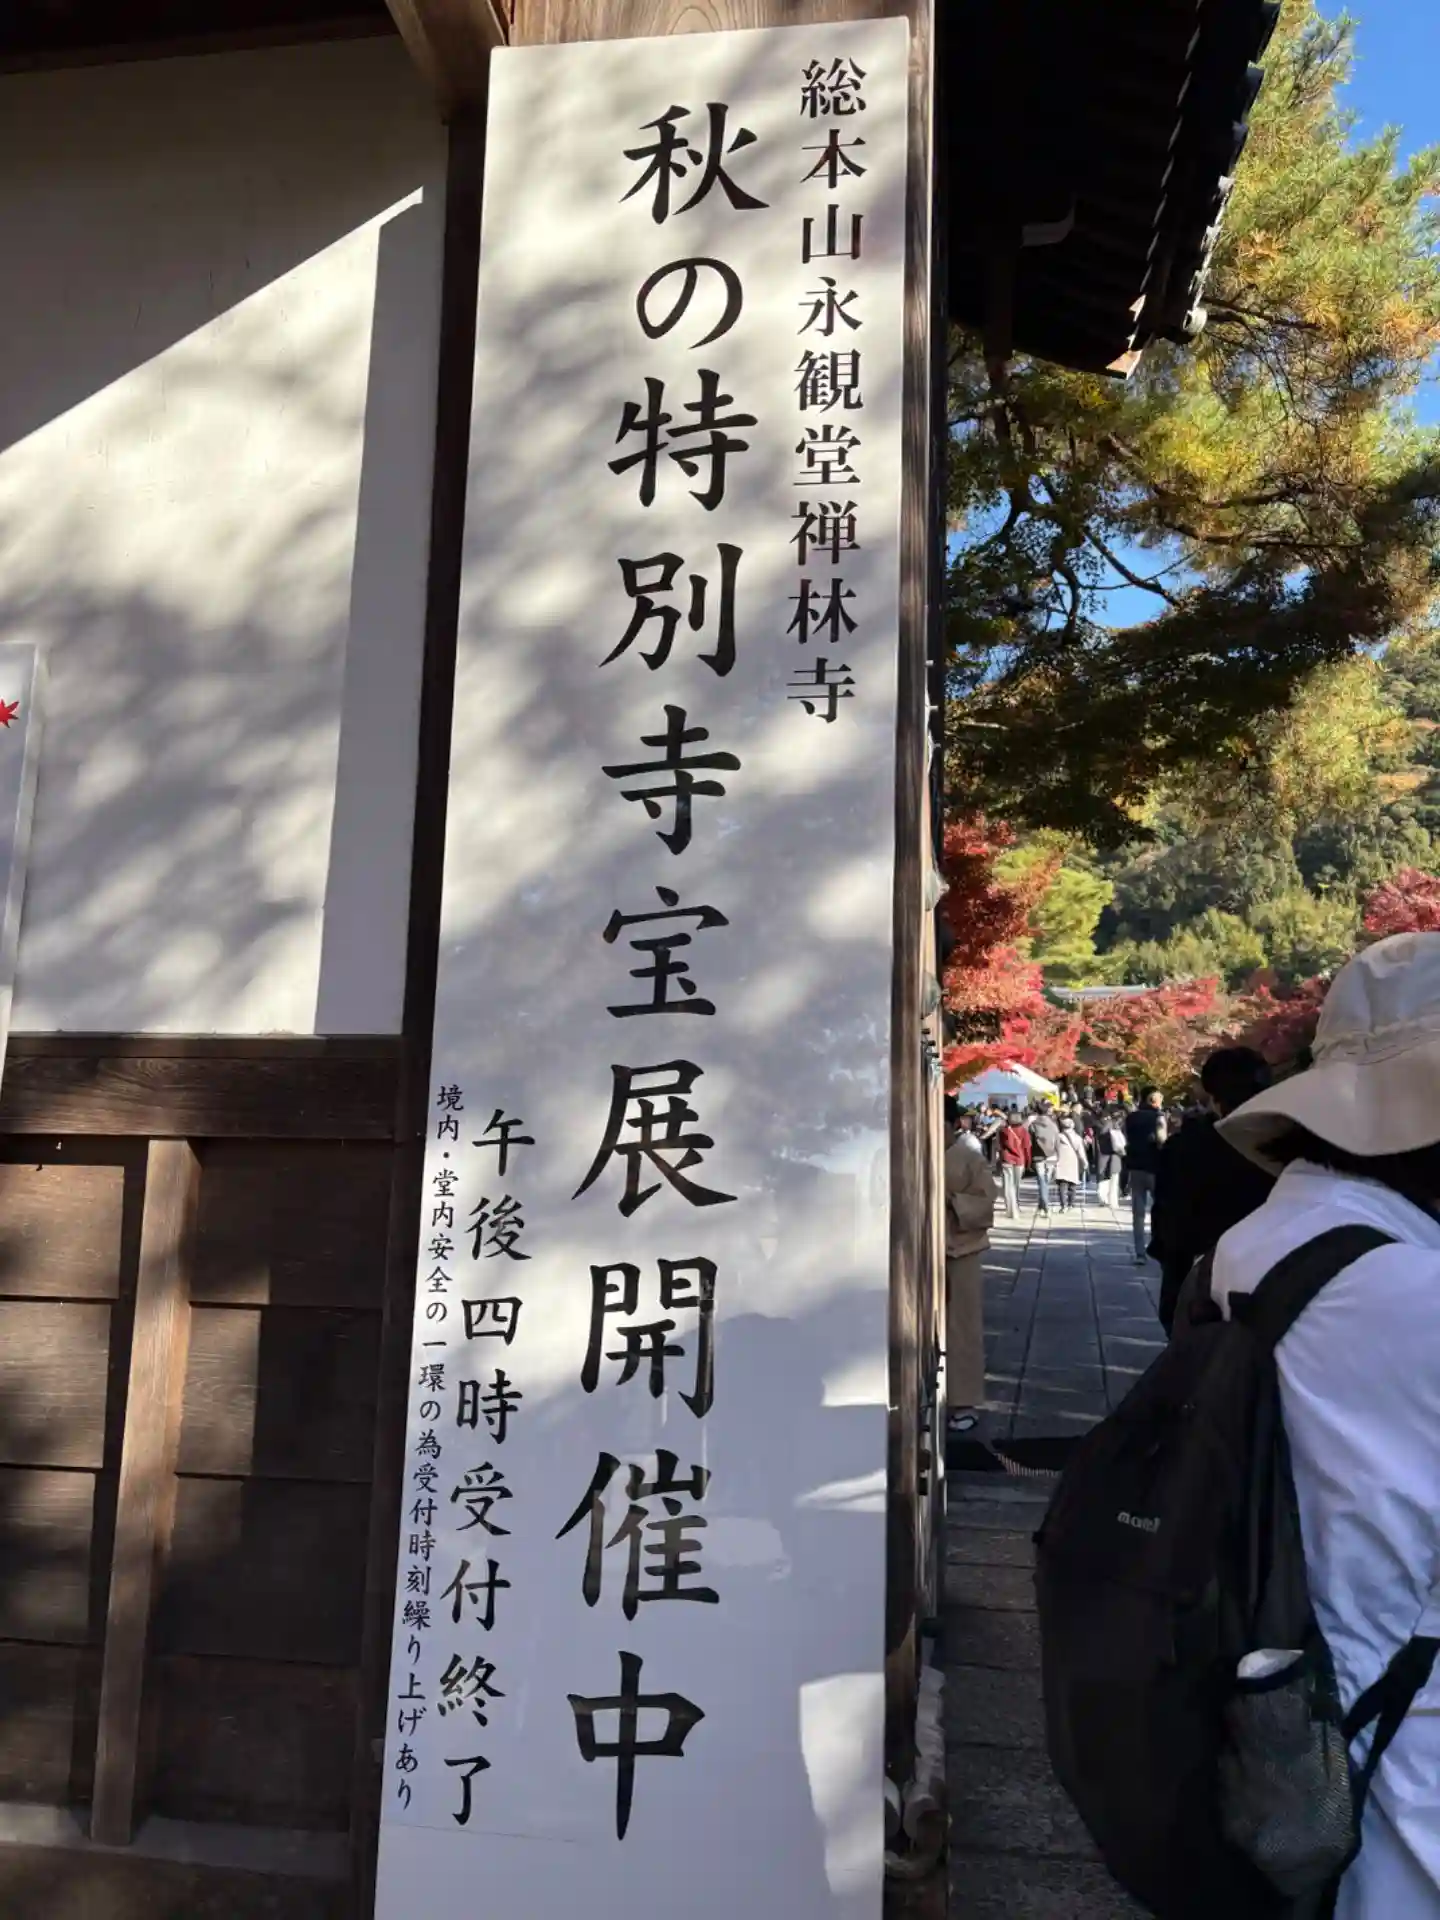 総本山永観堂禅林寺
秋の特別寺宝展開催中
午後四時受付終了
境内・堂内安全の一環の為受付時刻繰り上げあり